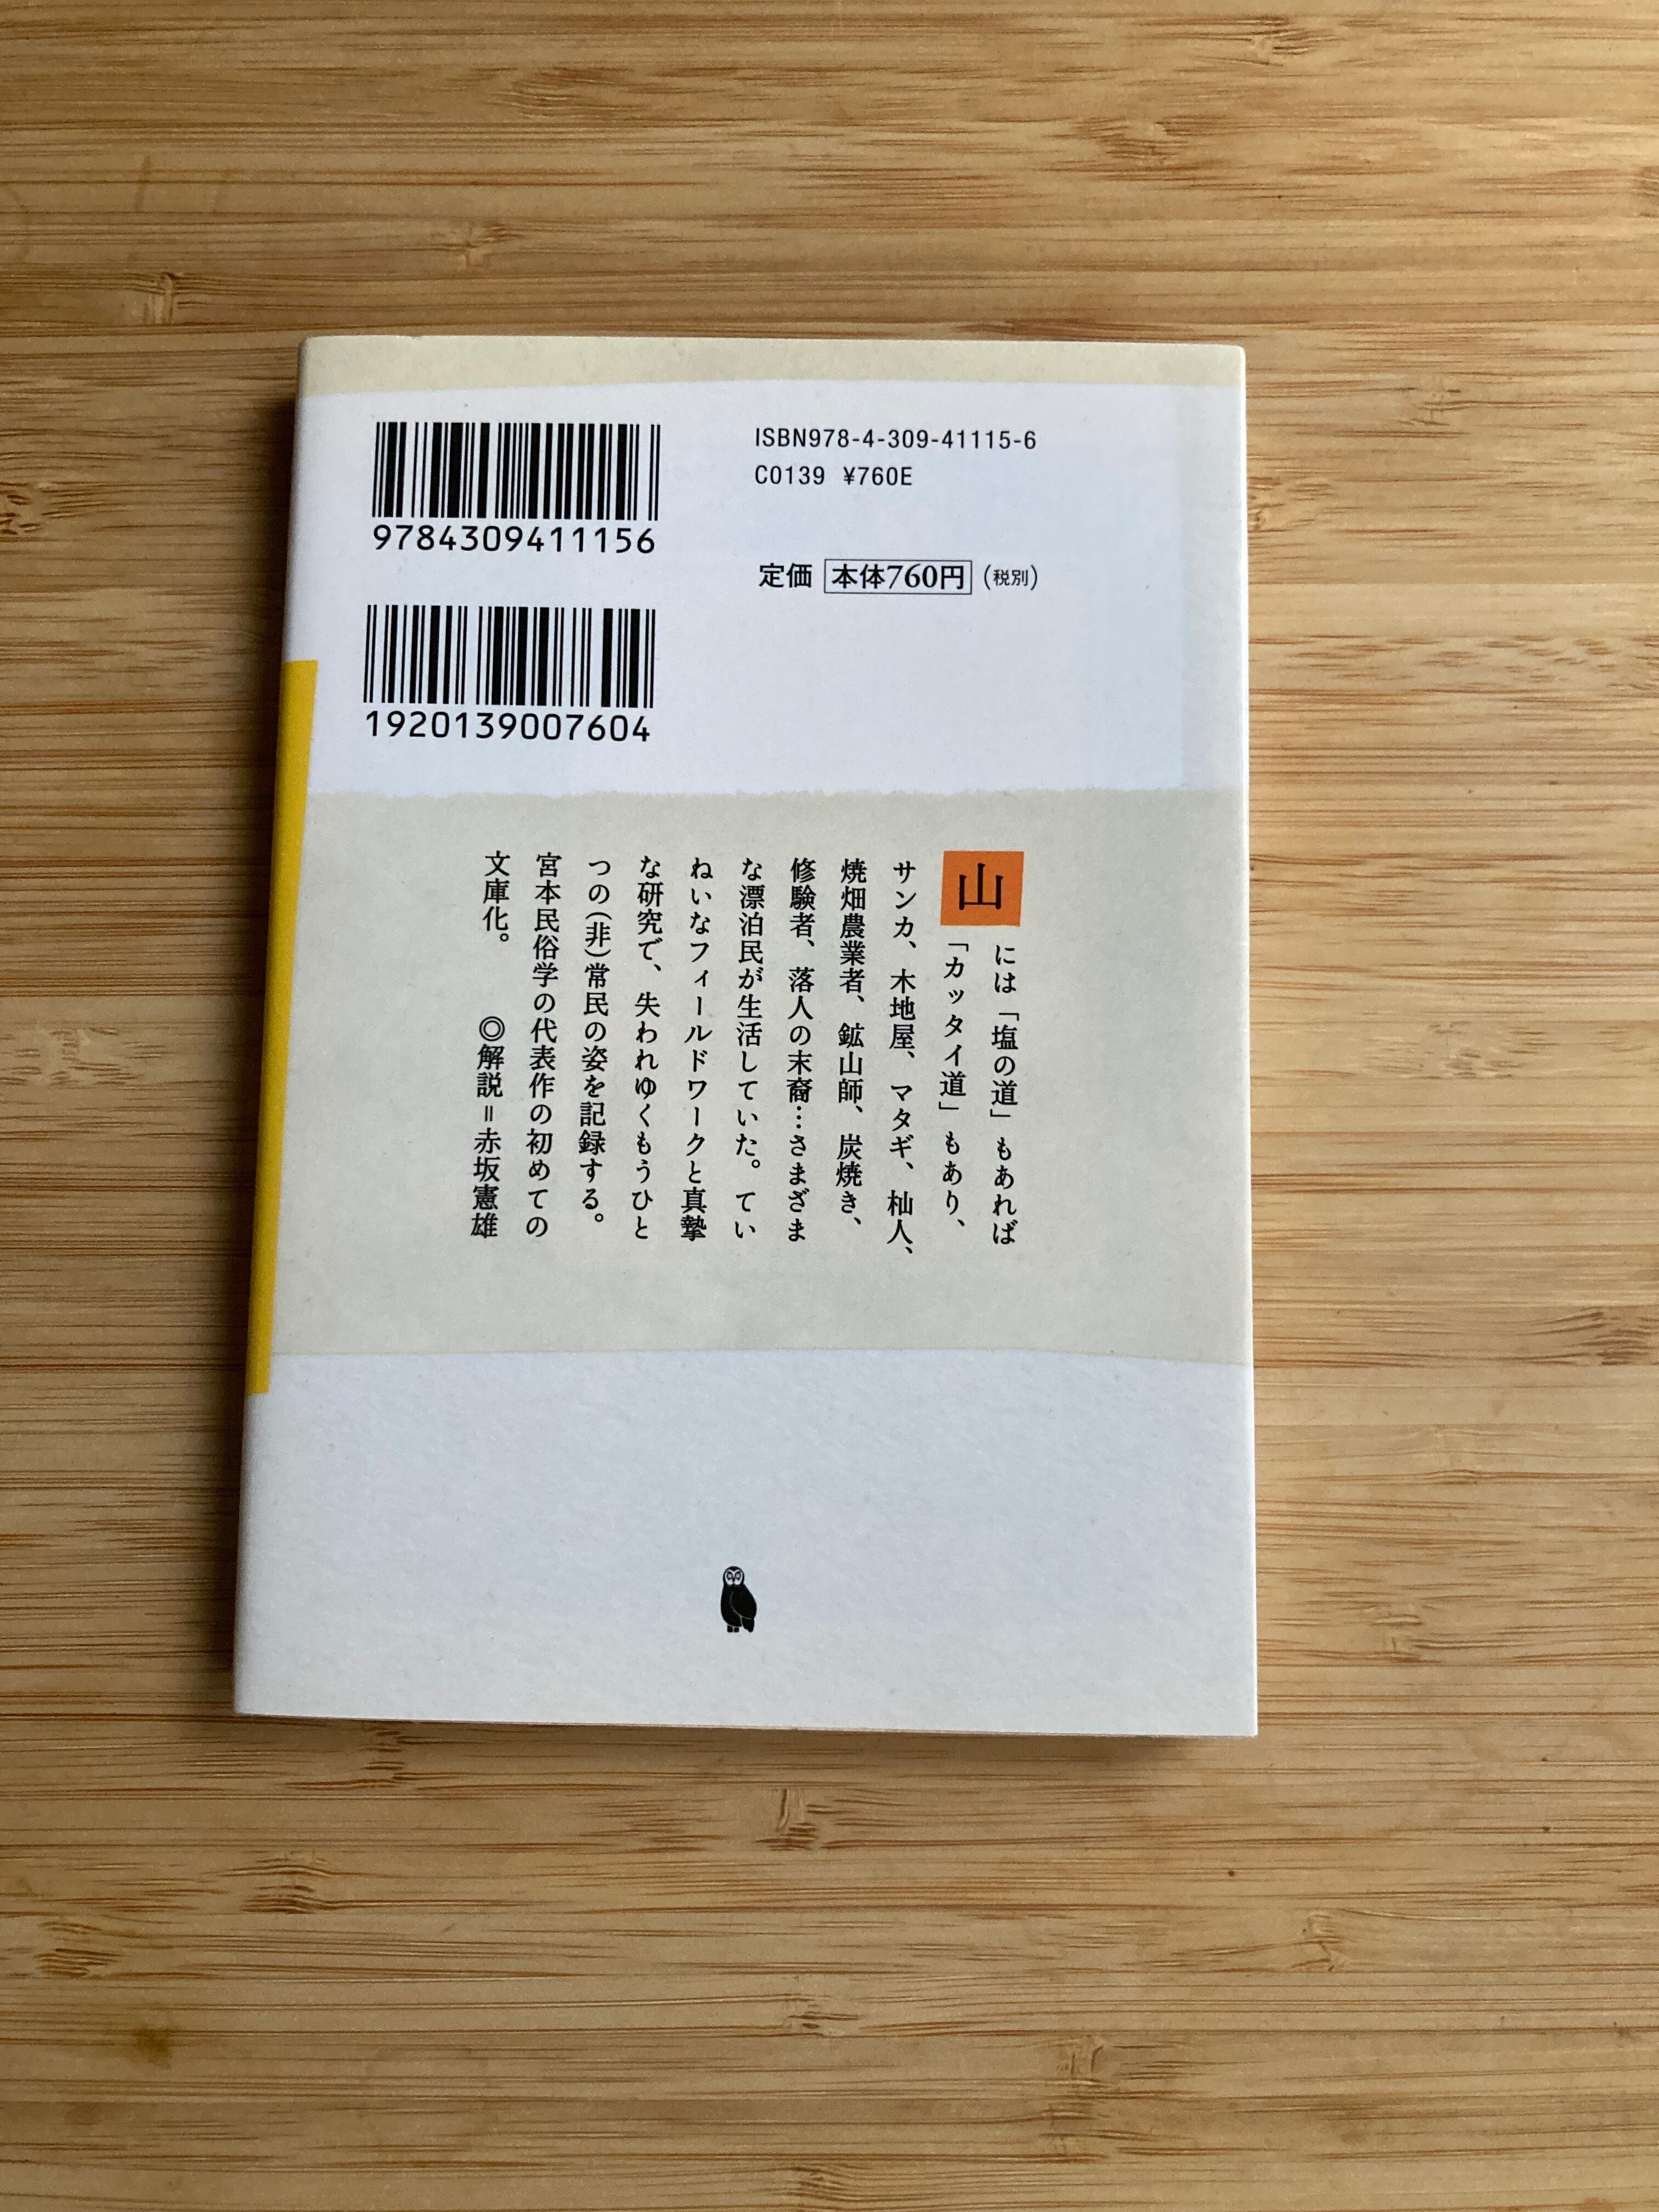 9784309411156
ISBN978-4-309-41115-6
C0139 ¥760E
定価 本体760円 (税別)
1920139007604
山には「塩の道」もあれば
「カッタイ道」もあり、
サンカ、木地屋、マタギ、杣人、
焼畑農業者、鉱山師、炭焼き、
修験者、落人の末裔…さまざま
な漂泊民が生活していた。てい
ねいなフィールドワークと真摯
な研究で、失われゆくもうひと
つの(非)常民の姿を記録する。
宮本民俗学の代表作の初めての
文庫化。 ◎解説=赤坂憲雄